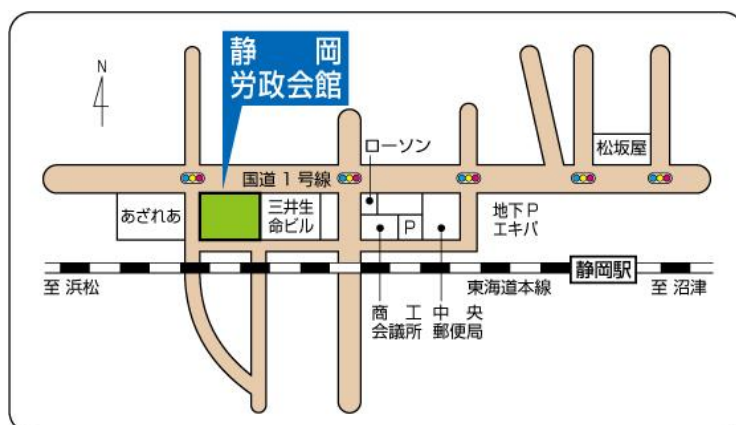 静岡
労政会館
N
ローソン
松坂屋
国道1号線
あざれあ
三井生
命ビル
P
地下P
エキパ
静岡駅
至 浜松
東海道本線
至 沼津
商工
会議所
中央
郵便局